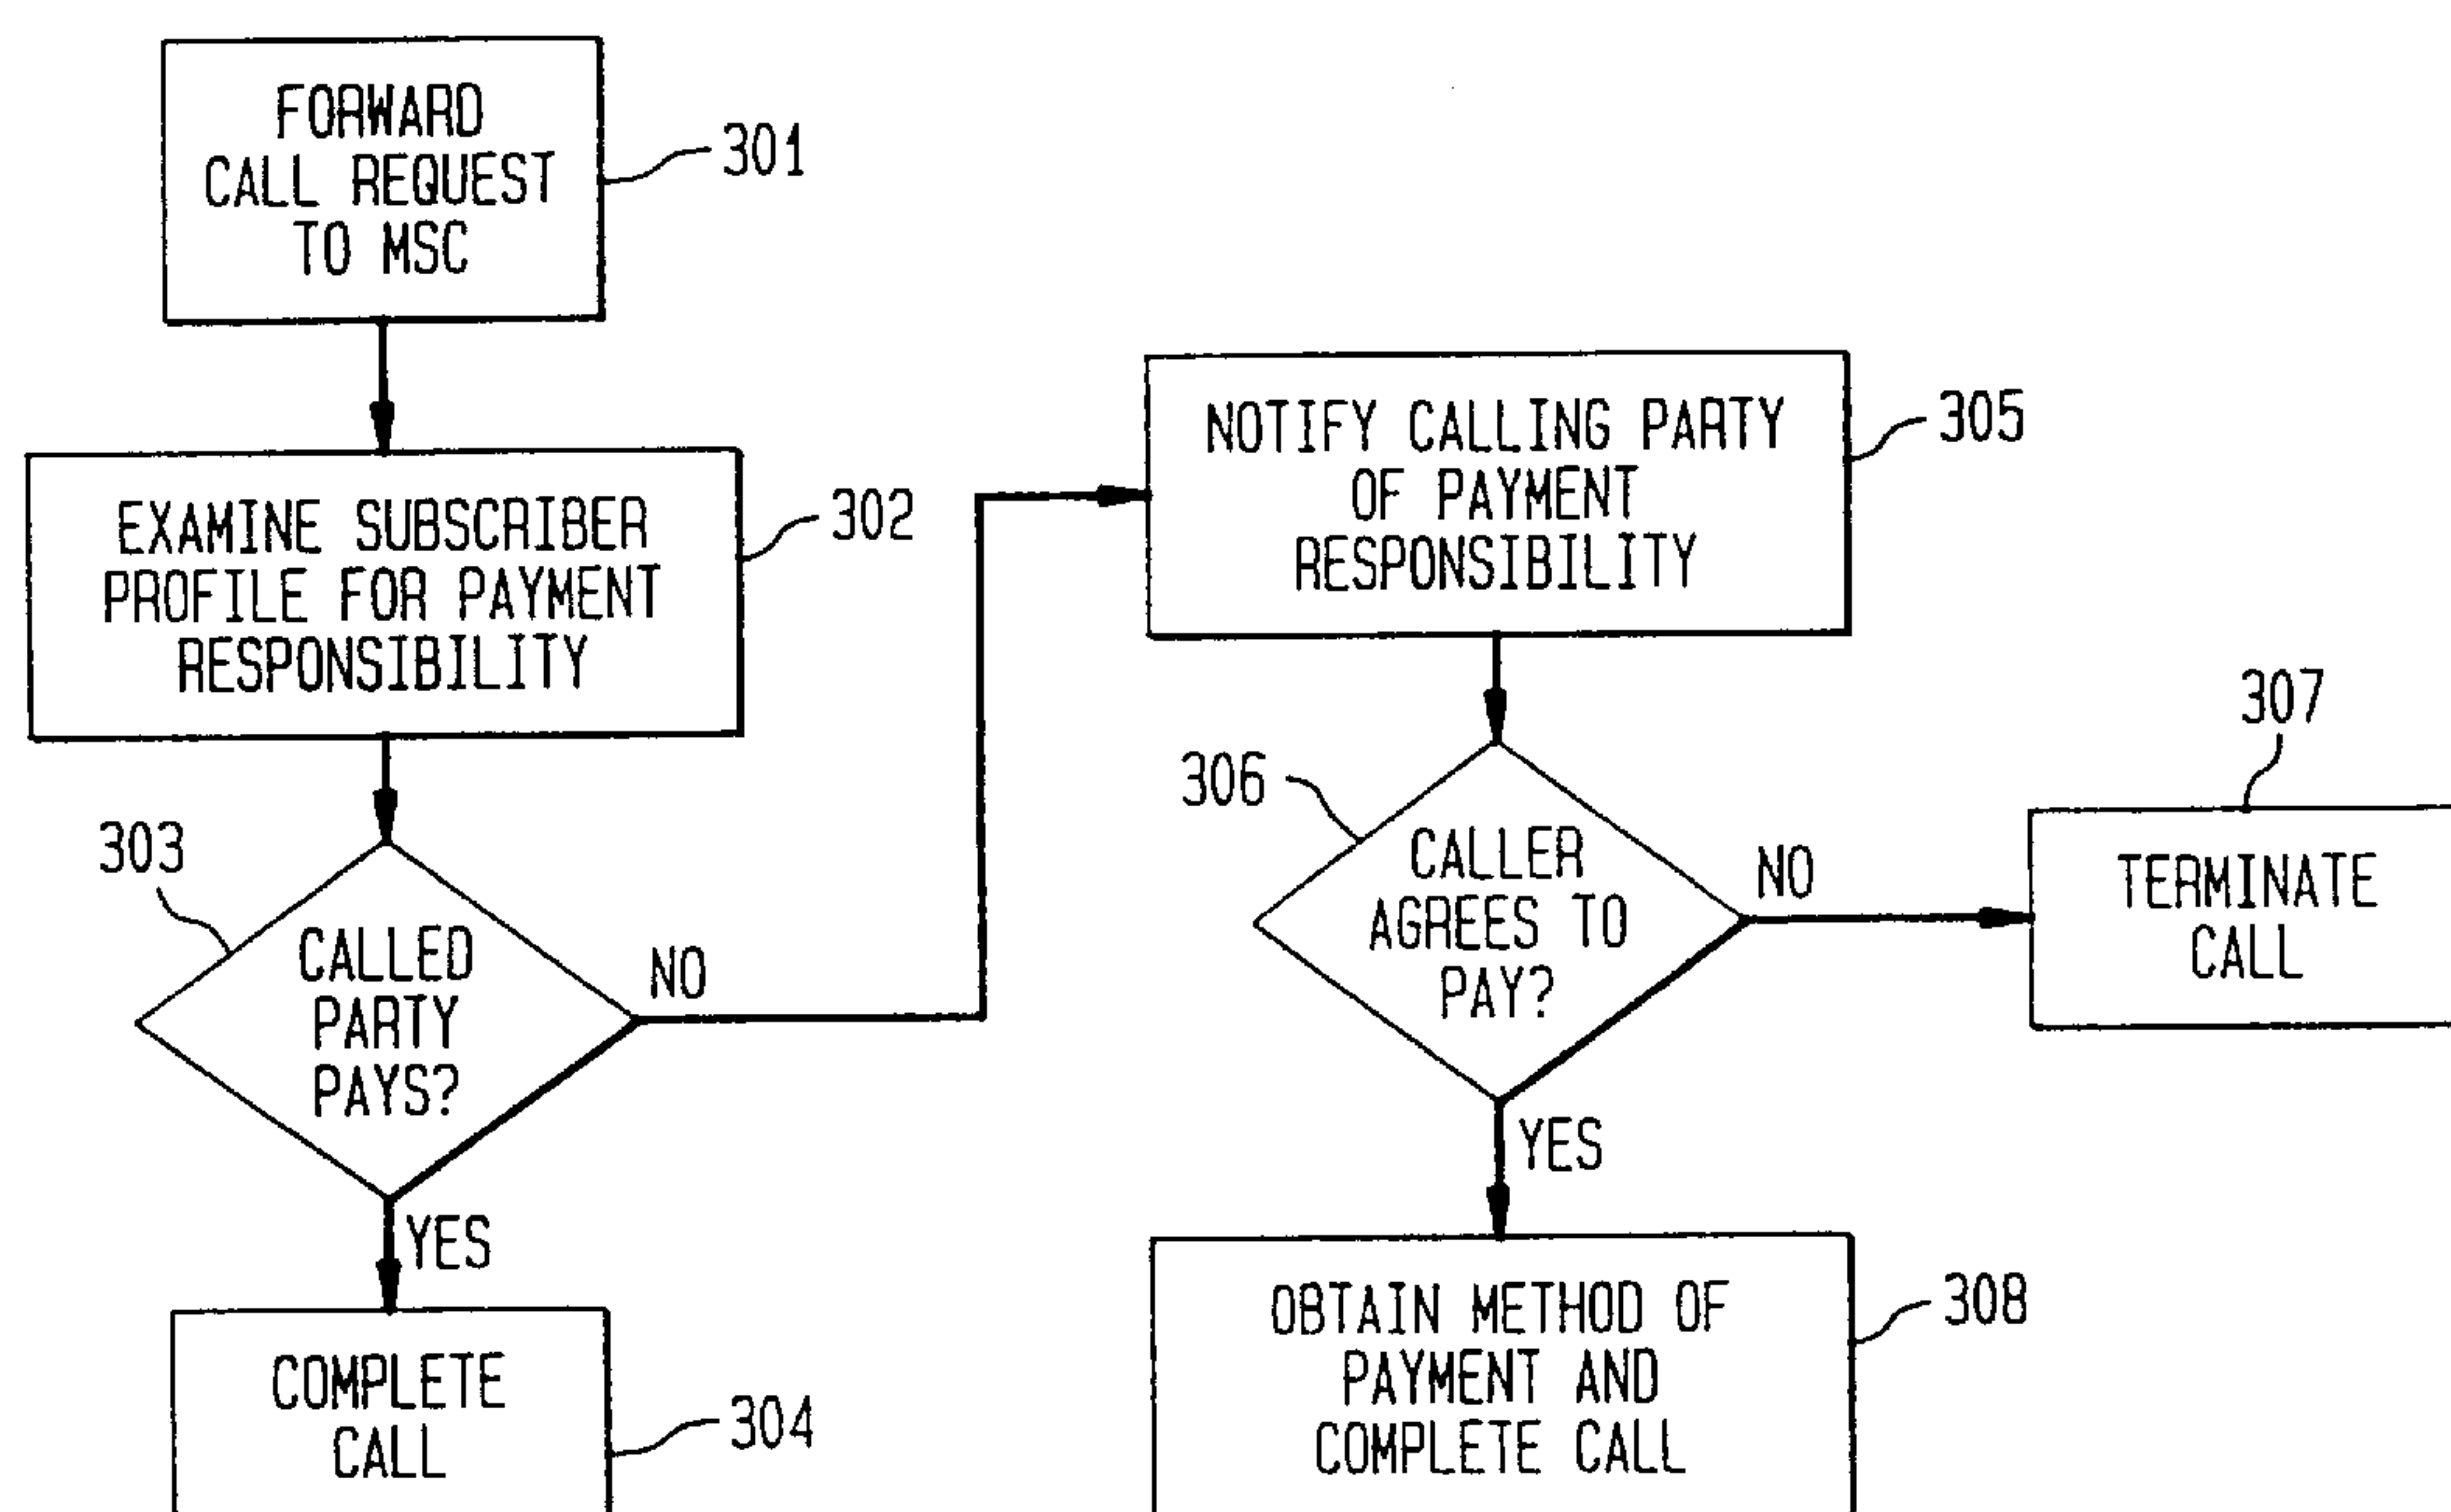 FORWARD
CALL REQUEST
TO MSC
301
EXAMINE SUBSCRIBER
PROFILE FOR PAYMENT
RESPONSIBILITY
302
303
CALLED
PARTY
PAYS?
NO
YES
COMPLETE
CALL
304
NOTIFY CALLING PARTY
OF PAYMENT
RESPONSIBILITY
305
306
CALLER
AGREES TO
PAY?
NO
YES
307
TERMINATE
CALL
OBTAIN METHOD OF
PAYMENT AND
COMPLETE CALL
308